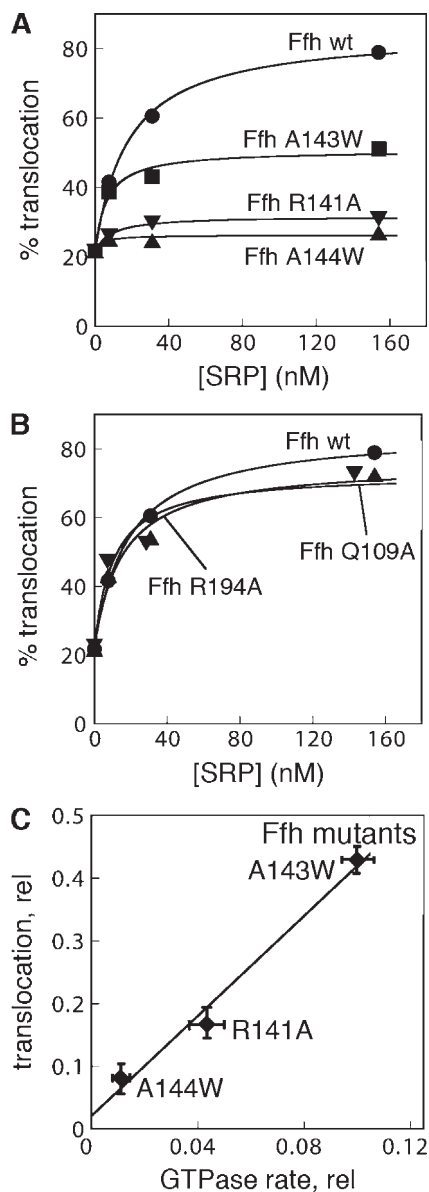 A
80
60
40
20
0
% translocation
Ffh wt
Ffh A143W
Ffh R141A
Ffh A144W
0 40 80 120 160
[SRP] (nM)
B
80
60
40
20
0
% translocation
Ffh wt
Ffh R194A
Ffh Q109A
0 40 80 120 160
[SRP] (nM)
C
0.5
0.4
0.3
0.2
0.1
0
translocation, rel
Ffh mutants
A143W
R141A
A144W
0 0.04 0.08 0.12
GTPase rate, rel